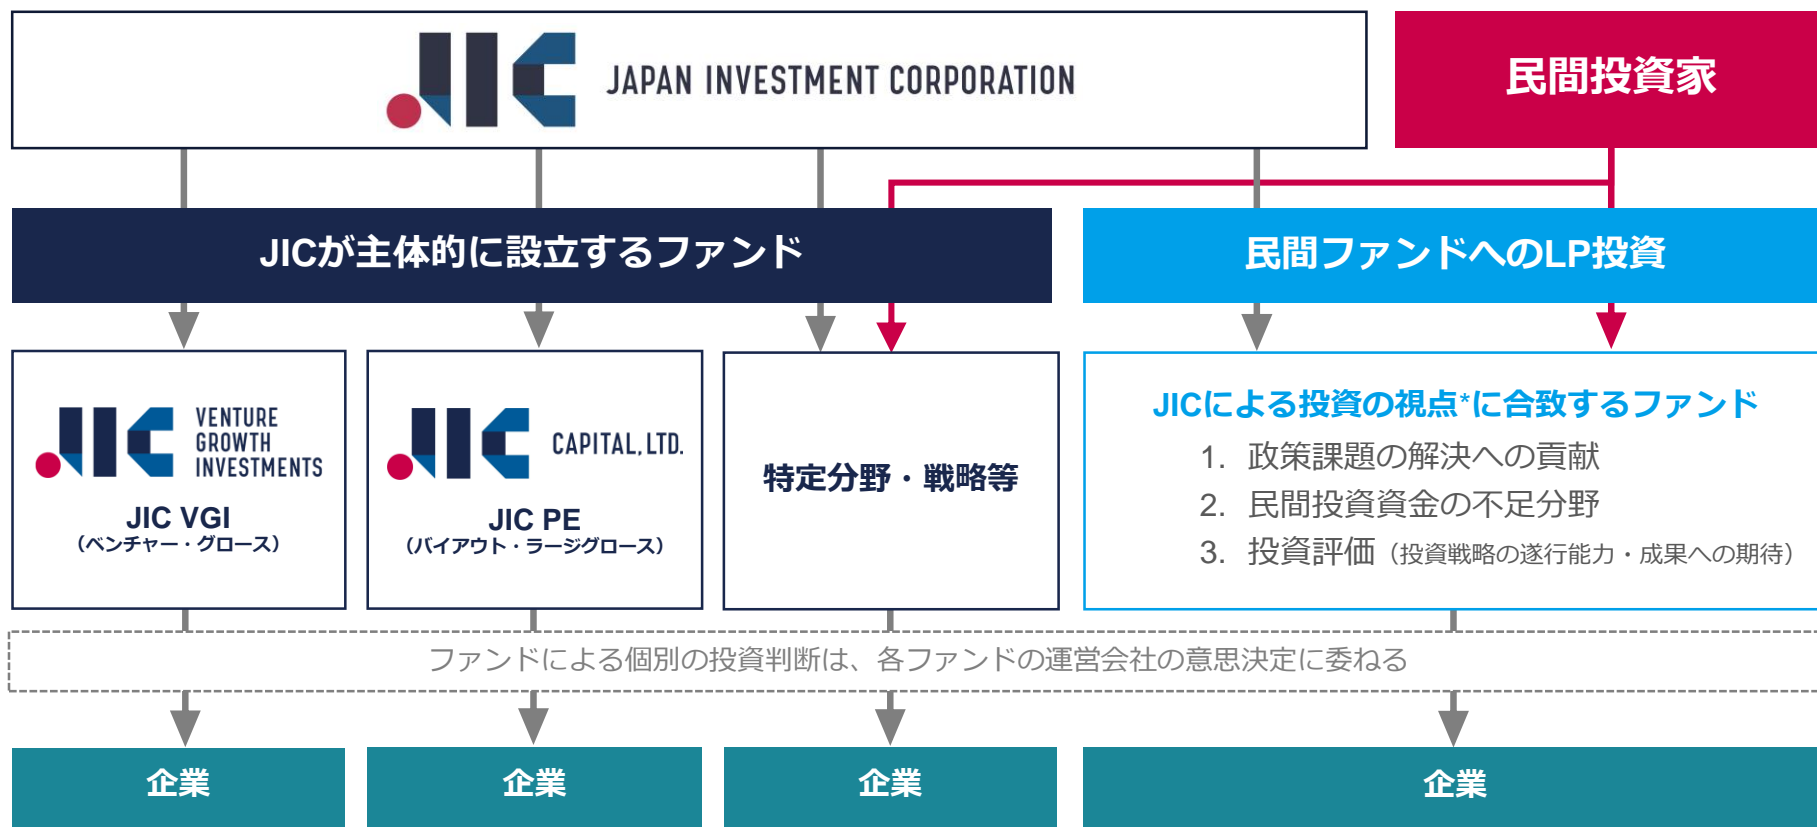 JIC JAPAN INVESTMENT CORPORATION
民間投資家
JICが主体的に設立するファンド
民間ファンドへのLP投資
JIC VENTURE
GROWTH
INVESTMENTS
JIC VGI
（ベンチャー・グロース）
JIC CAPITAL, LTD.
JIC PE
（バイアウト・ラージグロース）
特定分野・戦略等
JICによる投資の視点*に合致するファンド
1. 政策課題の解決への貢献
2. 民間投資資金の不足分野
3. 投資評価（投資戦略の遂行能力・成果への期待）
ファンドによる個別の投資判断は、各ファンドの運営会社の意思決定に委ねる
企業
企業
企業
企業